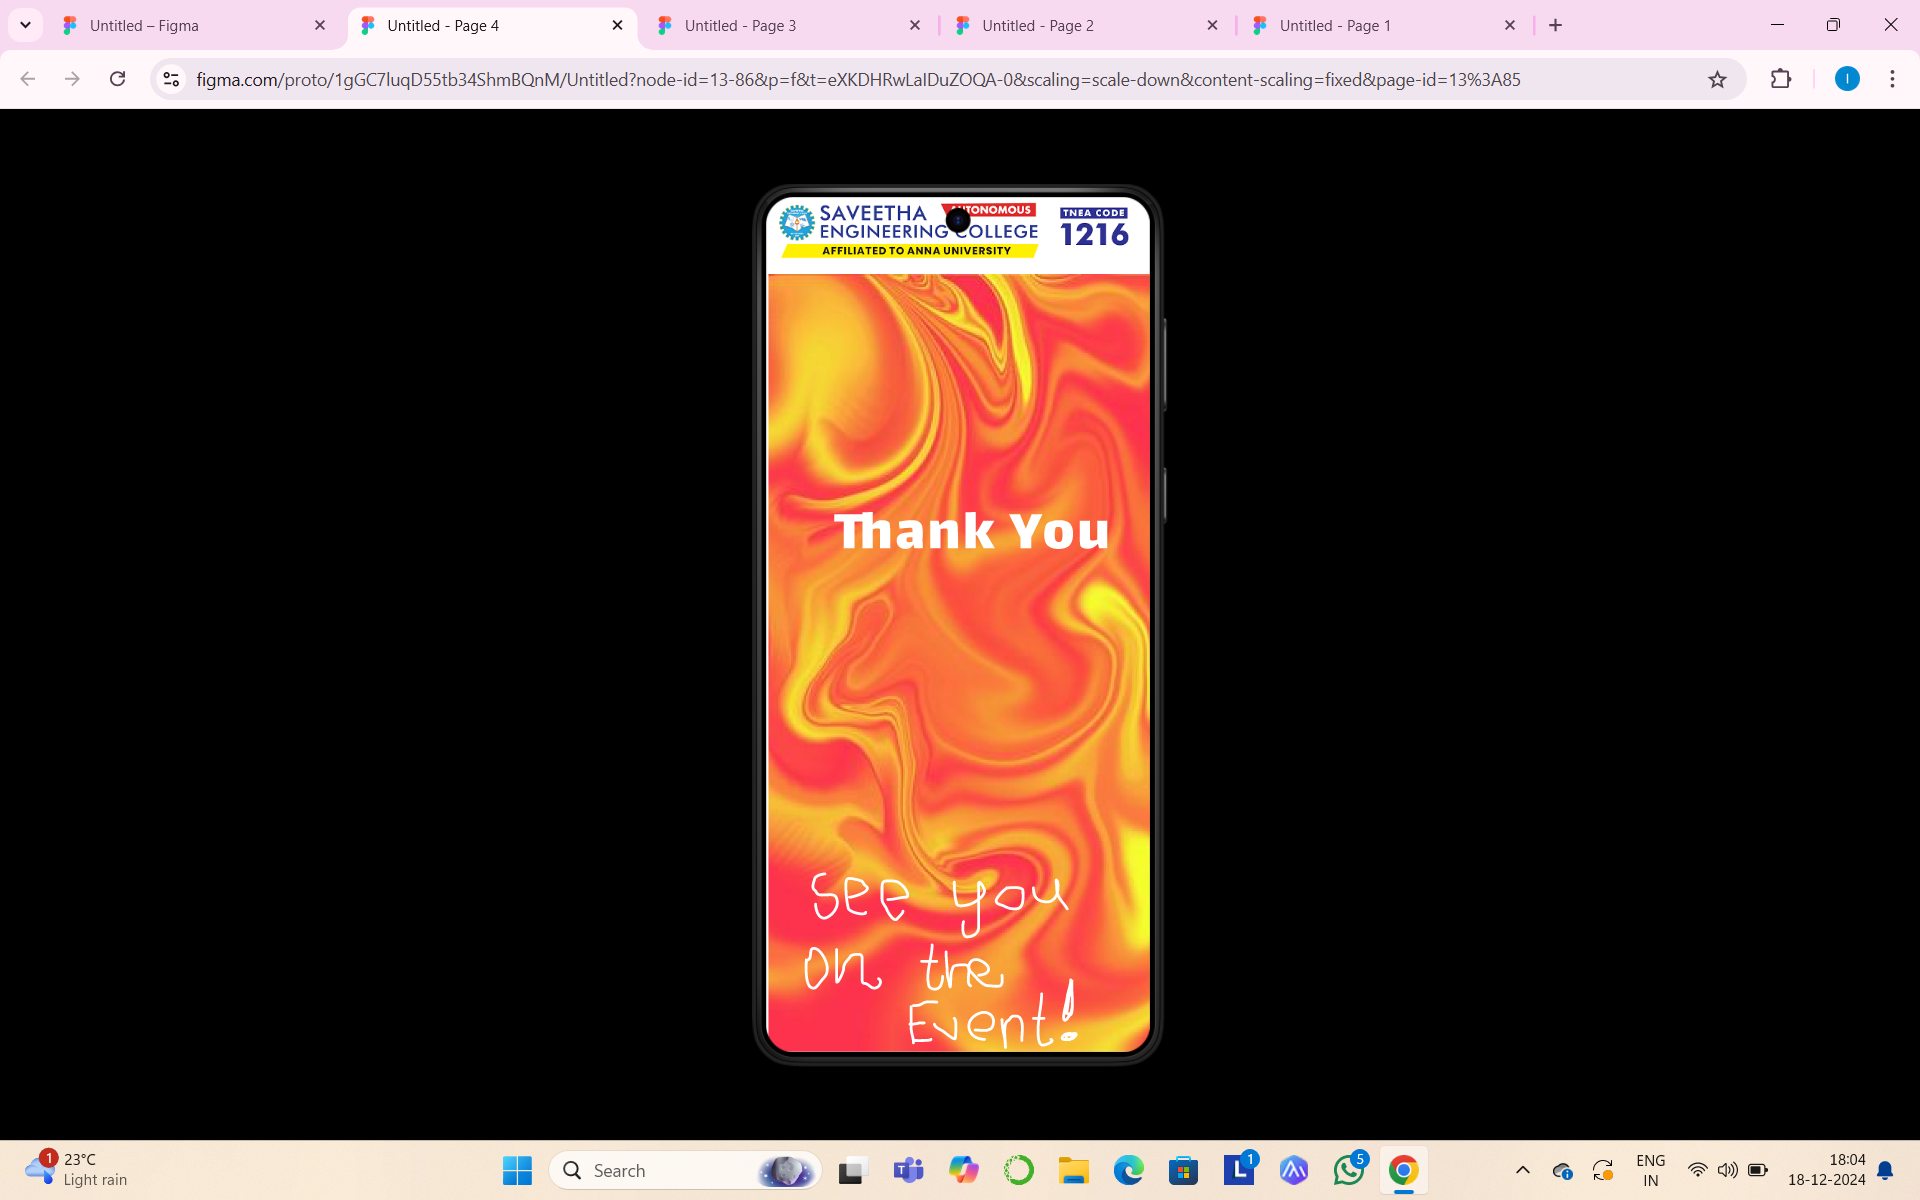 Untitled – Figma
Untitled - Page 4
Untitled - Page 3
Untitled - Page 2
Untitled - Page 1
figma.com/proto/1gGC7luqD55tb34ShmBQnM/Untitled?node-id=13-86&p=f&t=eXKDHRwLaIDuZOQA-0&scaling=scale-down&content-scaling=fixed&page-id=13%3A85
I
SAVEETHA
ENGINEERING COLLEGE
AFFILIATED TO ANNA UNIVERSITY
TNEA CODE
1216
Thank You
See you
on the
Event!
1
23°C
Light rain
Search
1
5
ENG
IN
18:04
18-12-2024